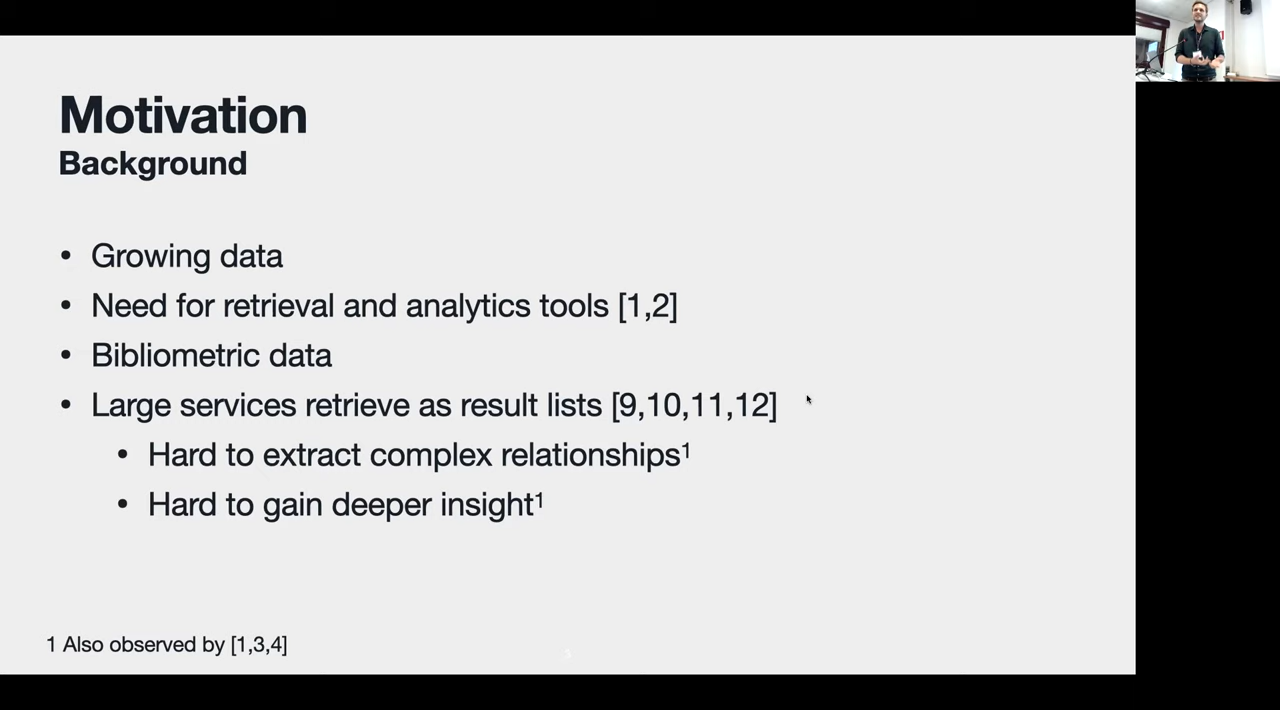 Motivation
Background
• Growing data
• Need for retrieval and analytics tools [1,2]
• Bibliometric data
• Large services retrieve as result lists [9,10,11,12]
• Hard to extract complex relationships¹
• Hard to gain deeper insight¹
1 Also observed by [1,3,4]